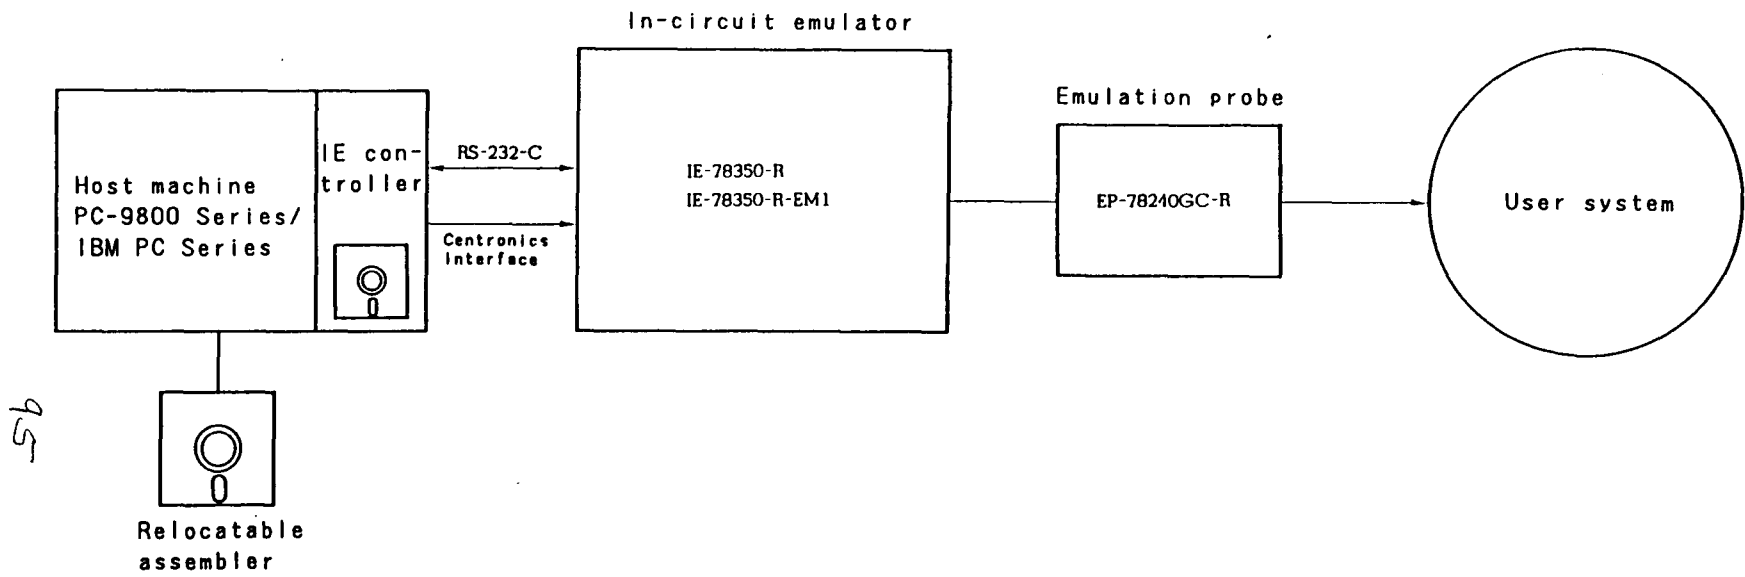 In-circuit emulator
Emulation probe
IE con-
troller
RS-232-C
Host machine
PC-9800 Series/
IBM PC Series
Centronics
Interface
IE-78350-R
IE-78350-R-EM1
EP-78240GC-R
User system
95
Relocatable
assembler